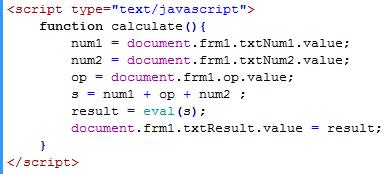 <script type="text/javascript">
function calculate(){
num1 = document.frm1.txtNum1.value;
num2 = document.frm1.txtNum2.value;
op = document.frm1.op.value;
s = num1 + op + num2 ;
result = eval(s);
document.frm1.txtResult.value = result;
}
</script>